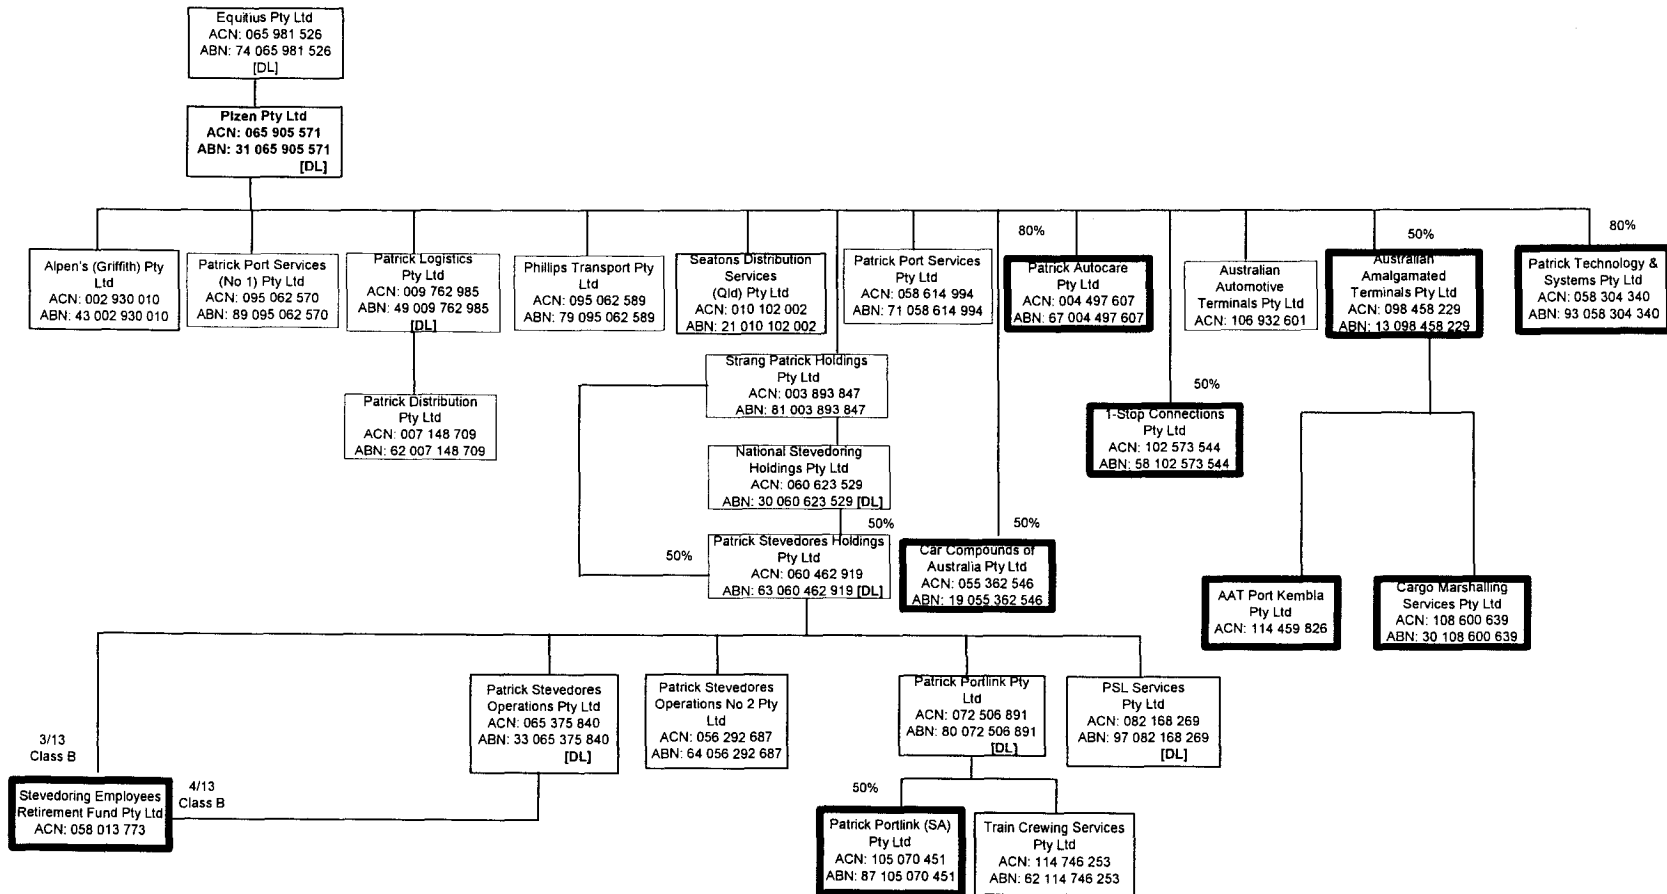 Equitius Pty Ltd
ACN: 065 981 526
ABN: 74 065 981 526
[DL]
Plzen Pty Ltd
ACN: 065 905 571
ABN: 31 065 905 571
[DL]
Alpen's (Griffith) Pty
Ltd
ACN: 002 930 010
ABN: 43 002 930 010
Patrick Port Services
(No 1) Pty Ltd
ACN: 095 062 570
ABN: 89 095 062 570
Patrick Logistics
Pty Ltd
ACN: 009 762 985
ABN: 49 009 762 985
[DL]
Phillips Transport Pty
Ltd
ACN: 095 062 589
ABN: 79 095 062 589
Seatons Distribution
Services
(Qld) Pty Ltd
ACN: 010 102 002
ABN: 21 010 102 002
Patrick Port Services
Pty Ltd
ACN: 058 614 994
ABN: 71 058 614 994
80%
Patrick Autocare
Pty Ltd
ACN: 004 497 607
ABN: 67 004 497 607
Australian
Automotive
Terminals Pty Ltd
ACN: 106 932 601
50%
Australian
Amalgamated
Terminals Pty Ltd
ACN: 098 458 229
ABN: 13 098 458 229
80%
Patrick Technology &
Systems Pty Ltd
ACN: 058 304 340
ABN: 93 058 304 340
Patrick Distribution
Pty Ltd
ACN: 007 148 709
ABN: 62 007 148 709
Strang Patrick Holdings
Pty Ltd
ACN: 003 893 847
ABN: 81 003 893 847
50%
1-Stop Connections
Pty Ltd
ACN: 102 573 544
ABN: 58 102 573 544
National Stevedoring
Holdings Pty Ltd
ACN: 060 623 529
ABN: 30 060 623 529 [DL]
50%
50%
Patrick Stevedores Holdings
Pty Ltd
ACN: 060 462 919
ABN: 63 060 462 919 [DL]
50%
Car Compounds of
Australia Pty Ltd
ACN: 055 362 546
ABN: 19 055 362 546
AAT Port Kembla
Pty Ltd
ACN: 114 459 826
Cargo Marshalling
Services Pty Ltd
ACN: 108 600 639
ABN: 30 108 600 639
3/13
Class B
Stevedoring Employees
Retirement Fund Pty Ltd
ACN: 058 013 773
4/13
Class B
Patrick Stevedores
Operations Pty Ltd
ACN: 065 375 840
ABN: 33 065 375 840
[DL]
Patrick Stevedores
Operations No 2 Pty
Ltd
ACN: 056 292 687
ABN: 64 056 292 687
Patrick Portlink Pty
Ltd
ACN: 072 506 891
ABN: 80 072 506 891
[DL]
PSL Services
Pty Ltd
ACN: 082 168 269
ABN: 97 082 168 269
[DL]
50%
Patrick Portlink (SA)
Pty Ltd
ACN: 105 070 451
ABN: 87 105 070 451
Train Crewing Services
Pty Ltd
ACN: 114 746 253
ABN: 62 114 746 253